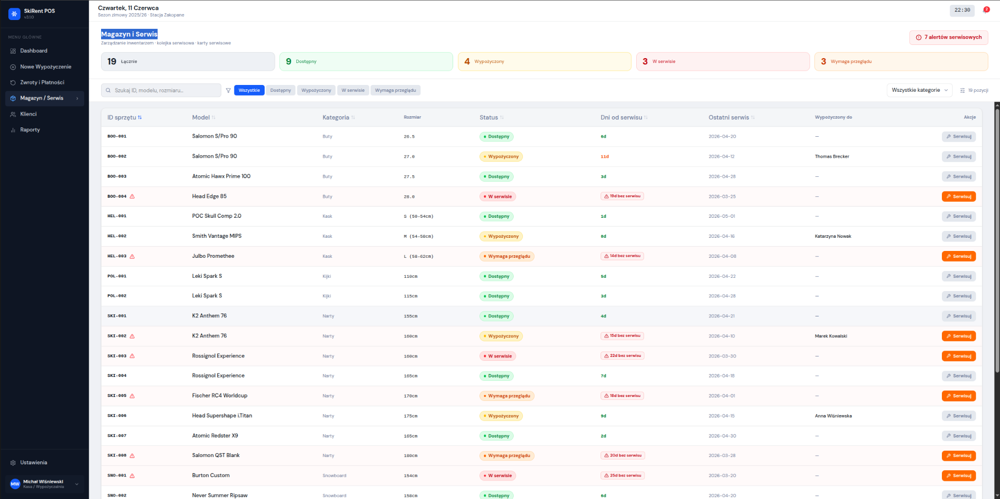 SkiRent POS
v3.1.0
MENU GŁÓWNE
Dashboard
Nowe Wypożyczenie
Zwroty i Płatności
Magazyn / Serwis
Klienci
Raporty
Ustawienia
MW
Michał Wiśniewski
Kasa / Wypożyczalnia
Czwartek, 11 Czerwca
Sezon zimowy 2025/26 · Stacja Zakopane
22:30
2
Magazyn i Serwis
Zarządzanie inwentarzem · kolejka serwisowa · karty serwisowe
7 alertów serwisowych
19 Łącznie
9 Dostępny
4 Wypożyczony
3 W serwisie
3 Wymaga przeglądu
Szukaj ID, modelu, rozmiaru...
Wszystkie Dostępny Wypożyczony W serwisie Wymaga przeglądu
Wszystkie kategorie
19 pozycji
ID sprzętu Model Kategoria Rozmiar Status Dni od serwisu Ostatni serwis Wypożyczony do Akcje
BOO-001 Salomon S/Pro 90 Buty 26.5 Dostępny 6d 2026-04-20 — Serwisuj
BOO-002 Salomon S/Pro 90 Buty 27.0 Wypożyczony 11d 2026-04-12 Thomas Brecker Serwisuj
BOO-003 Atomic Hawx Prime 100 Buty 27.5 Dostępny 3d 2026-04-28 — Serwisuj
BOO-004 Head Edge 85 Buty 28.0 W serwisie 19d bez serwisu 2026-03-25 — Serwisuj
HEL-001 POC Skull Comp 2.0 Kask S (50-54cm) Dostępny 1d 2026-05-01 — Serwisuj
HEL-002 Smith Vantage MIPS Kask M (54-58cm) Wypożyczony 8d 2026-04-16 Katarzyna Nowak Serwisuj
HEL-003 Julbo Promethee Kask L (58-62cm) Wymaga przeglądu 14d bez serwisu 2026-04-08 — Serwisuj
POL-001 Leki Spark S Kijki 110cm Dostępny 5d 2026-04-22 — Serwisuj
POL-002 Leki Spark S Kijki 115cm Dostępny 3d 2026-04-28 — Serwisuj
SKI-001 K2 Anthem 76 Narty 155cm Dostępny 4d 2026-04-21 — Serwisuj
SKI-002 K2 Anthem 76 Narty 160cm Wypożyczony 15d bez serwisu 2026-04-10 Marek Kowalski Serwisuj
SKI-003 Rossignol Experience Narty 160cm W serwisie 22d bez serwisu 2026-03-30 — Serwisuj
SKI-004 Rossignol Experience Narty 165cm Dostępny 7d 2026-04-18 — Serwisuj
SKI-005 Fischer RC4 Worldcup Narty 170cm Wymaga przeglądu 18d bez serwisu 2026-04-01 — Serwisuj
SKI-006 Head Supershape i.Titan Narty 175cm Wypożyczony 9d 2026-04-15 Anna Wiśniewska Serwisuj
SKI-007 Atomic Redster X9 Narty 165cm Dostępny 2d 2026-04-30 — Serwisuj
SKI-008 Salomon QST Blank Narty 180cm Wymaga przeglądu 20d bez serwisu 2026-03-28 — Serwisuj
SNO-001 Burton Custom Snowboard 154cm W serwisie 25d bez serwisu 2026-03-20 — Serwisuj
SNO-002 Never Summer Ripsaw Snowboard 158cm Dostępny 6d 2026-04-20 — Serwisuj